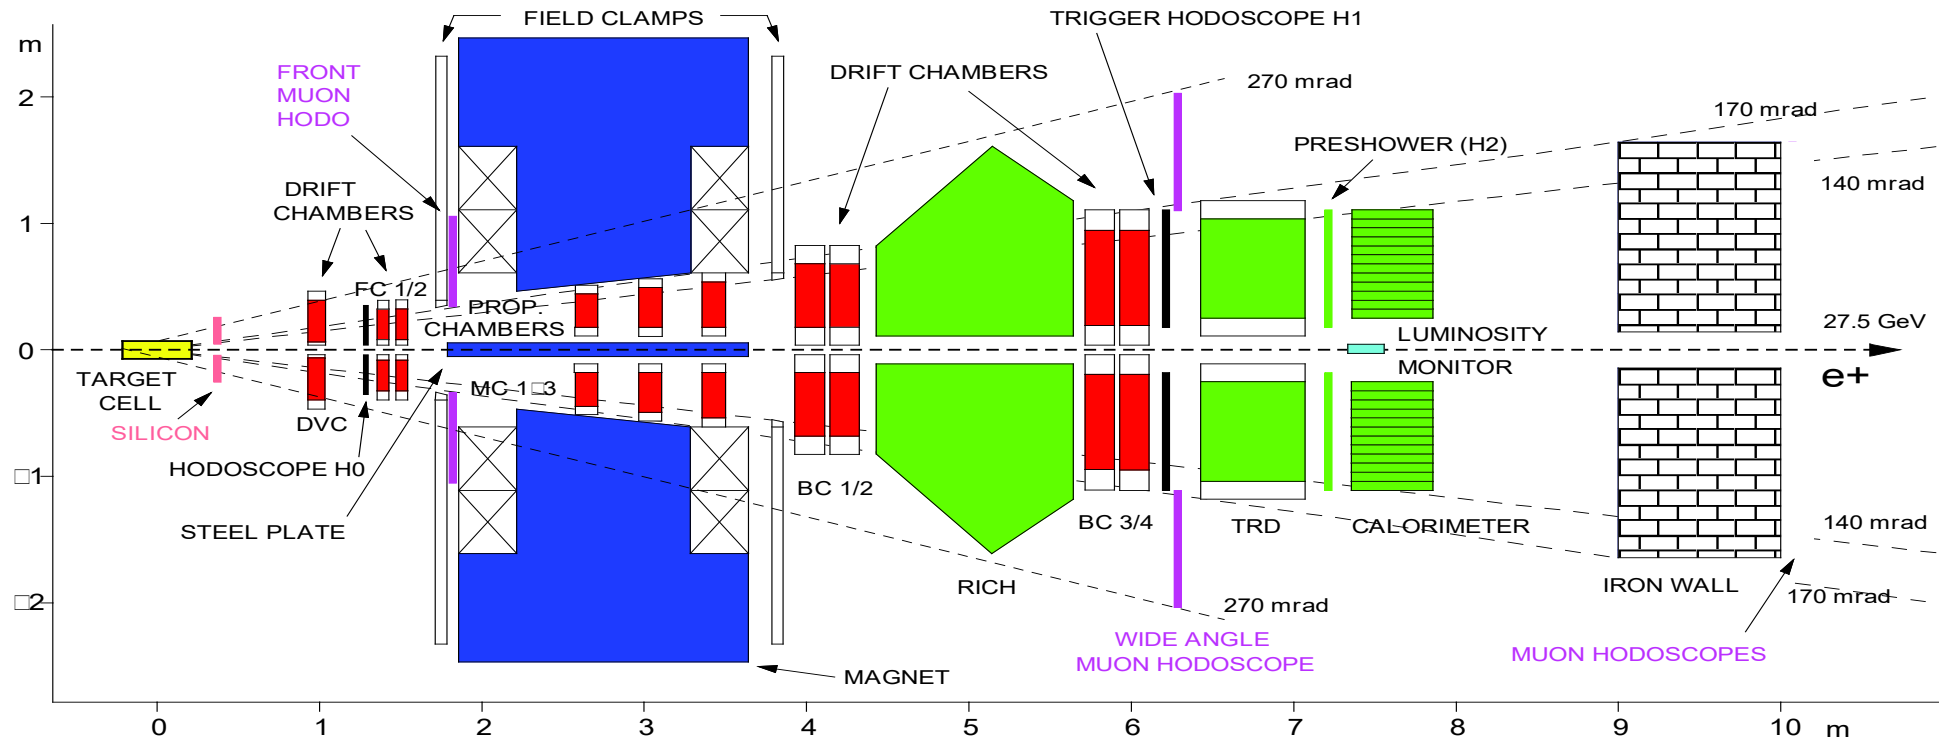 FIELD CLAMPS
TRIGGER HODOSCOPE H1
m
FRONT
MUON
HODO
DRIFT CHAMBERS
270 mrad
2
170 mrad
PRESHOWER (H2)
DRIFT
CHAMBERS
140 mrad
1
FC 1/2
PROP.
CHAMBERS
27.5 GeV
LUMINOSITY
MONITOR
0
e+
TARGET
CELL
MC 1□3
SILICON
DVC
HODOSCOPE H0
□1
BC 1/2
STEEL PLATE
BC 3/4
TRD
CALORIMETER
140 mrad
RICH
IRON WALL
□2
270 mrad
170 mrad
WIDE ANGLE
MUON HODOSCOPE
MUON HODOSCOPES
MAGNET
0 1 2 3 4 5 6 7 8 9 10 m